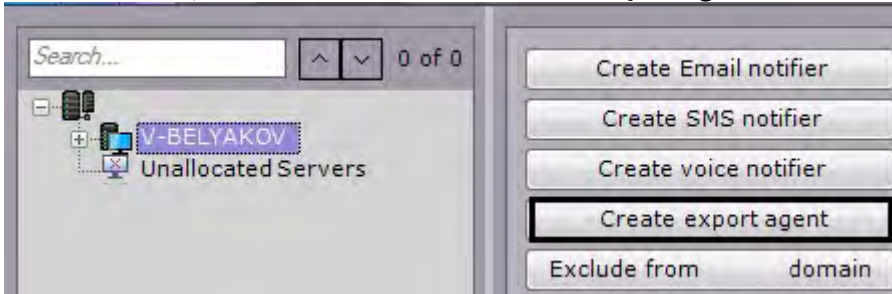 Search...
0 of 0
V-BELYAKOV
Unallocated Servers
Create Email notifier
Create SMS notifier
Create voice notifier
Create export agent
Exclude from domain